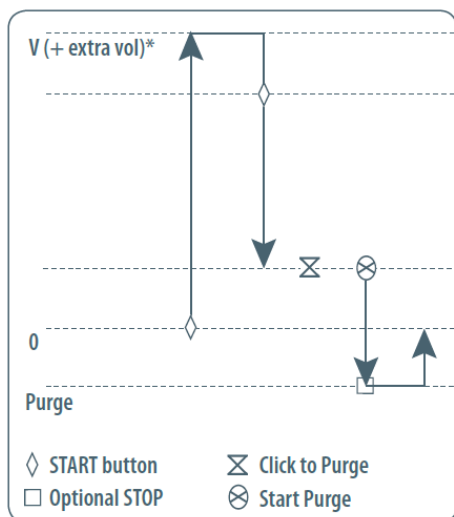 V (+ extra vol)*
0
Purge
START button
Click to Purge
Optional STOP
Start Purge